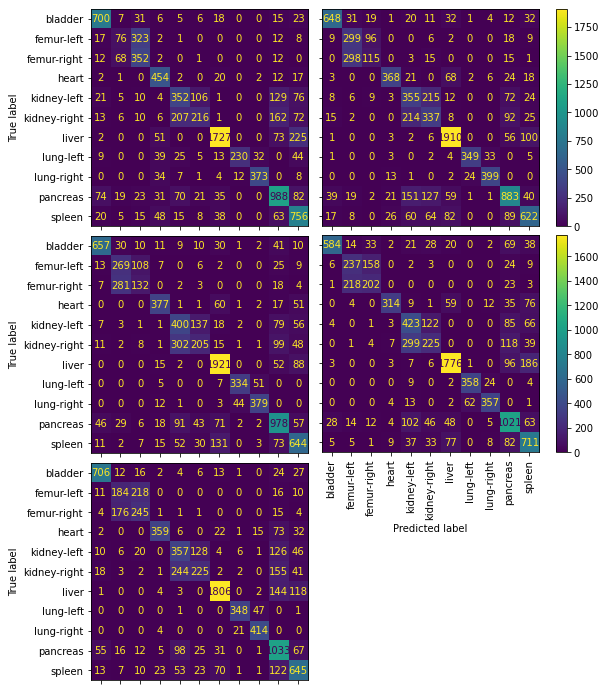 bladder 700 7 31 6 5 6 18 0 0 15 23
femur-left 17 76 323 2 1 0 0 0 0 12 8
femur-right 12 68 352 0 0 1 0 0 0 12 0
heart 2 1 0 454 2 0 20 0 2 12 17
kidney-left 21 5 10 4 352 106 1 0 0 129 76
kidney-right 13 6 10 6 207 216 1 0 0 162 72
liver 2 0 0 51 0 0 1727 0 0 73 225
lung-left 9 0 0 39 25 5 13 230 32 0 44
lung-right 0 0 0 34 7 1 4 12 373 0 8
pancreas 74 19 23 31 70 21 35 0 0 988 82
spleen 20 5 15 48 15 8 38 0 0 63 756
True label
648 31 19 1 20 11 32 1 4 12 32
9 299 96 0 0 6 2 0 0 18 9
0 298 115 0 3 15 0 0 0 15 1
3 0 0 368 21 0 68 2 6 24 18
8 6 9 3 355 215 12 0 0 72 24
15 2 0 0 214 337 8 0 0 92 25
1 0 0 3 2 6 1910 0 0 56 100
1 0 0 3 0 2 4 349 33 0 5
0 0 0 13 1 0 2 24 399 0 0
39 19 2 21 151 127 59 1 1 883 40
17 8 0 26 60 64 82 0 0 89 622
1750
1500
1250
1000
800
600
400
200
0
bladder 657 30 10 11 9 10 30 1 2 41 10
femur-left 13 269 108 7 0 6 2 0 0 25 9
femur-right 7 281 132 0 2 3 0 0 0 18 4
heart 0 0 0 377 1 1 60 1 2 17 51
kidney-left 7 3 1 1 400 137 18 2 0 79 56
kidney-right 11 2 8 1 302 205 15 1 1 99 48
liver 0 0 0 15 2 0 1921 0 0 52 88
lung-left 0 0 0 5 0 0 7 334 51 0 0
lung-right 0 0 0 12 1 0 3 4 379 0 0
pancreas 46 29 6 18 91 43 71 2 2 978 57
spleen 11 2 7 15 52 30 131 0 3 73 644
True label
584 14 33 2 21 28 20 0 2 69 38
6 237 158 0 2 3 0 0 0 24 9
1 218 202 0 0 0 0 0 0 23 3
0 4 0 314 9 1 59 0 12 35 76
4 0 1 3 423 122 0 0 0 85 66
0 1 4 7 299 225 0 0 0 118 39
3 0 0 3 7 6 1776 1 0 96 186
0 0 0 0 9 0 2 358 24 0 4
0 0 0 4 13 0 2 62 357 0 1
28 14 12 4 102 46 48 0 5 1021 63
5 5 1 9 37 33 77 0 8 82 711
1600
1400
1200
1000
800
600
400
200
0
bladder femur-left femur-right heart kidney-left kidney-right liver lung-left lung-right pancreas spleen
Predicted label
bladder 706 12 16 2 4 6 13 1 0 24 27
femur-left 11 184 218 0 0 0 0 0 0 16 10
femur-right 4 176 245 1 1 1 0 0 0 15 4
heart 2 0 0 359 6 0 22 1 15 73 32
kidney-left 10 6 20 0 357 128 4 6 1 126 46
kidney-right 18 3 2 1 244 225 2 2 0 155 41
liver 1 0 0 4 3 0 1806 0 0 144 118
lung-left 0 0 0 0 1 0 0 348 47 0 1
lung-right 0 0 0 4 0 0 0 21 414 0 0
pancreas 55 16 12 5 98 25 31 0 1 1033 67
spleen 13 7 10 23 53 23 70 1 1 122 645
True label